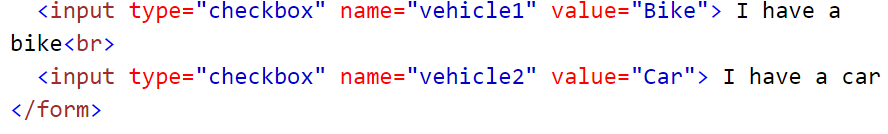 <input type="checkbox" name="vehicle1" value="Bike"> I have a
bike<br>
<input type="checkbox" name="vehicle2" value="Car"> I have a car
</form>